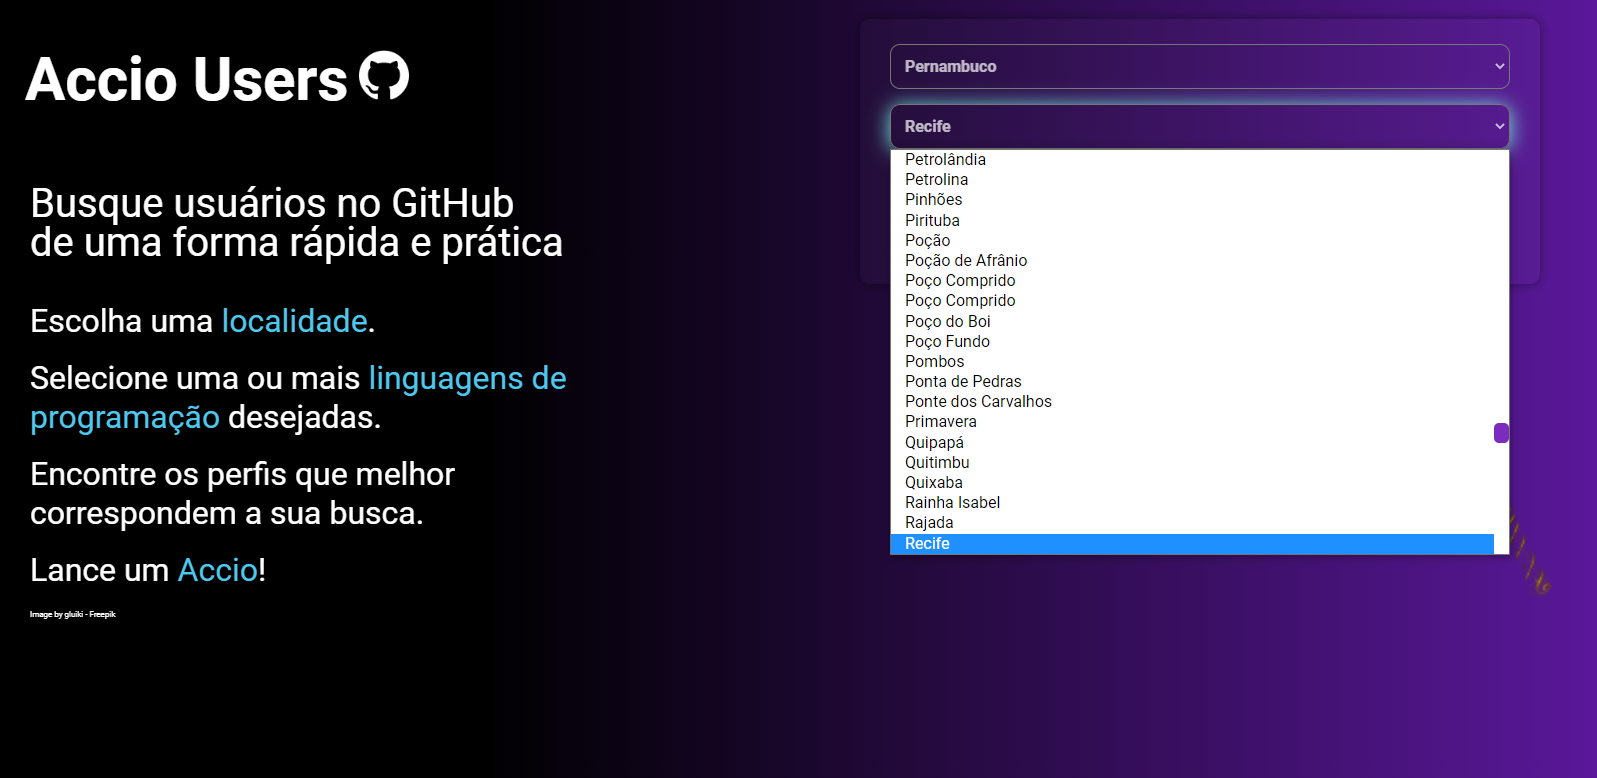 Accio Users
Busque usuários no GitHub
de uma forma rápida e prática
Escolha uma localidade.
Selecione uma ou mais linguagens de
programação desejadas.
Encontre os perfis que melhor
correspondem a sua busca.
Lance um Accio!
Image by gluiki - Freepik
Pernambuco
Recife
Petrolândia
Petrolina
Pinhões
Pirituba
Poção
Poção de Afrânio
Poço Comprido
Poço Comprido
Poço do Boi
Poço Fundo
Pombos
Ponta de Pedras
Ponte dos Carvalhos
Primavera
Quipapá
Quitimbu
Quixaba
Rainha Isabel
Rajada
Recife